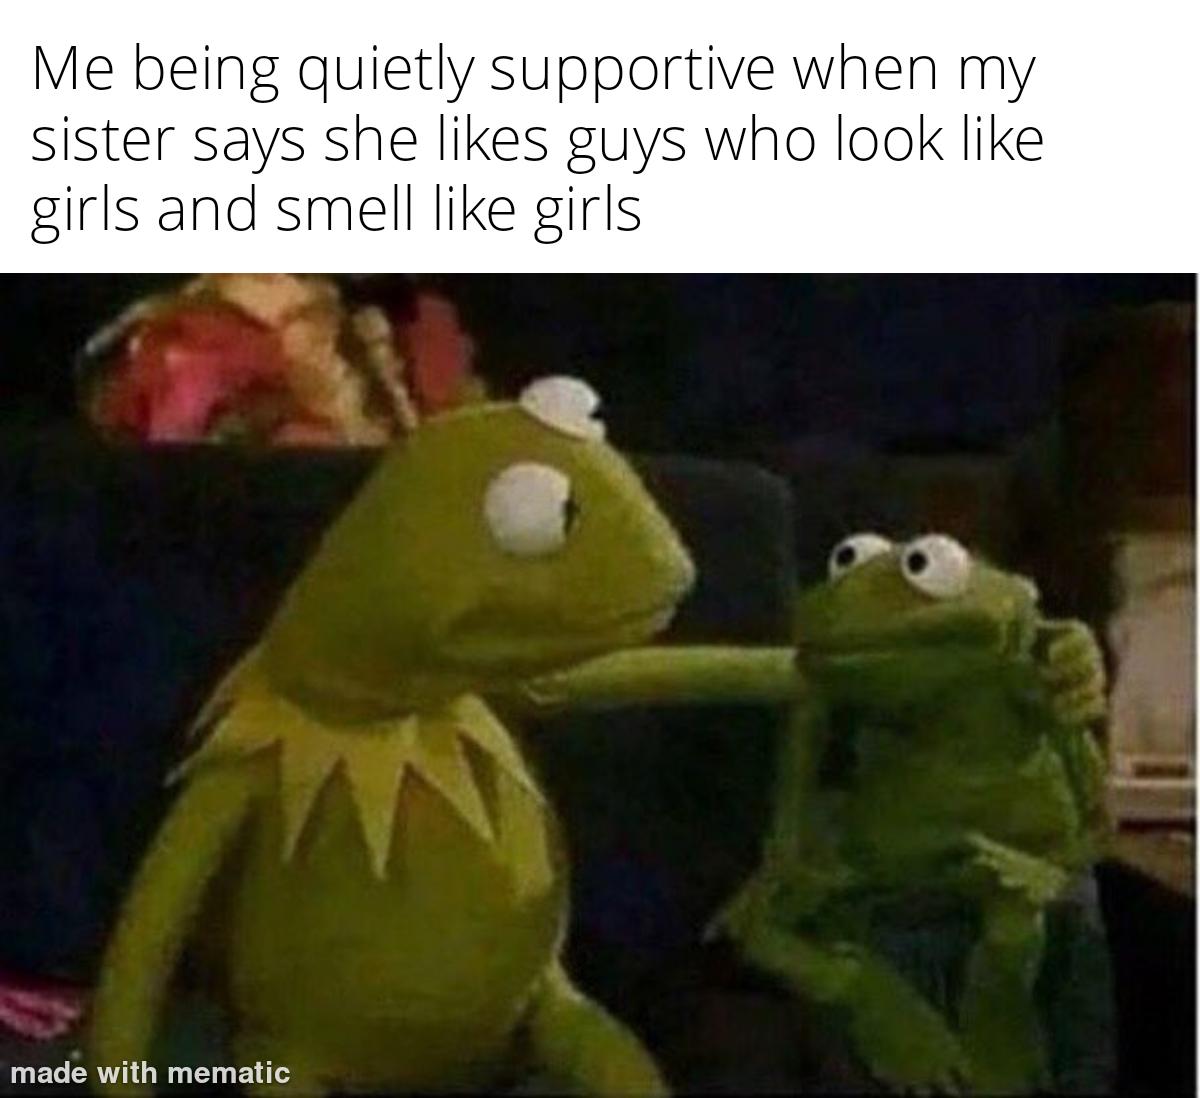 Me being quietly supportive when my
sister says she likes guys who look like
girls and smell like girls
made with mematic